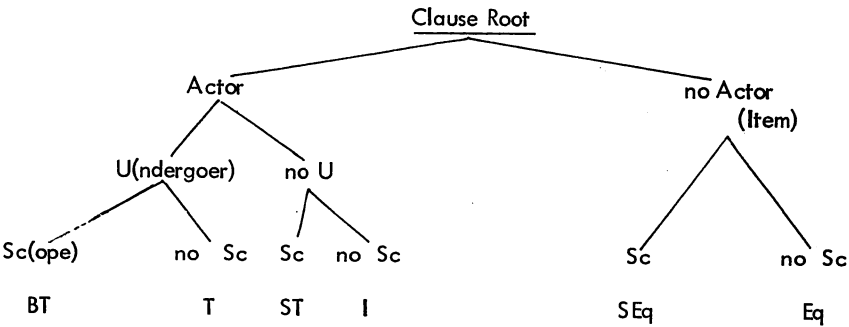 Clause Root
Actor no Actor
(Item)
U(ndergoer) no U
Sc(ope) no Sc Sc no Sc Sc no Sc
BT T ST I SEq Eq